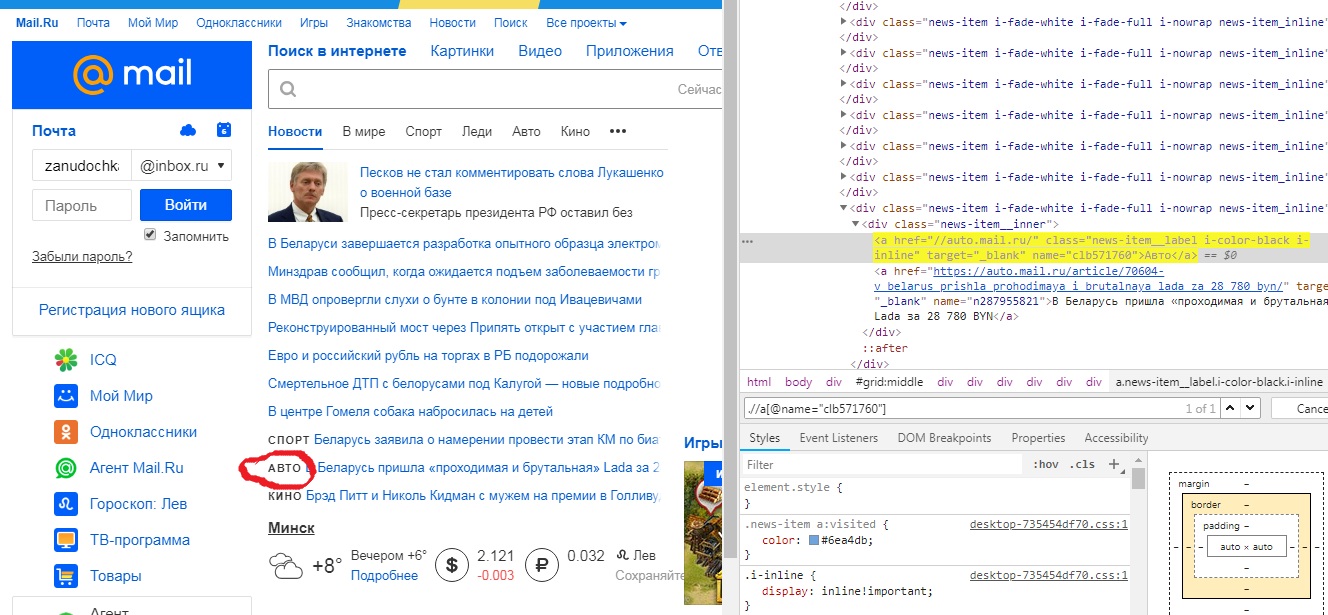 Mail.Ru Почта Мой Мир Одноклассники Игры Знакомства Новости Поиск Все проекты
@mail
Почта
6
zanudochk
@inbox.ru
Пароль
Войти
Запомнить
Забыли пароль?
Регистрация нового ящика
ICQ
Мой Мир
Одноклассники
Агент Mail.Ru
Гороскоп: Лев
ТВ-программа
Товары
Агент
Поиск в интернете Картинки Видео Приложения Отв
Сейчас
Новости В мире Спорт Леди Авто Кино •••
Песков не стал комментировать слова Лукашенко
о военной базе
Пресс-секретарь президента РФ оставил без
В Беларуси завершается разработка опытного образца электром
Минздрав сообщил, когда ожидается подъем заболеваемости гр
В МВД опровергли слухи о бунте в колонии под Ивацевичами
Реконструированный мост через Припять открыт с участием гла
Евро и российский рубль на торгах в РБ подорожали
Смертельное ДТП с белорусами под Калугой — новые подробно
В центре Гомеля собака набросилась на детей
СПОРТ Беларусь заявила о намерении провести этап КМ по биа
АВТО В Беларусь пришла «проходимая и брутальная» Lada за 2
КИНО Брэд Питт и Николь Кидман с мужем на премии в Голливу
Минск
+8°
Вечером +6°
Подробнее
$
2.121
-0.003
₽
0.032
Лев
Сохраняйте
Игры
И
</div>
<div class="news-item i-fade-white i-fade-full i-nowrap news-item_inline"
</div>
<div class="news-item i-fade-white i-fade-full i-nowrap news-item_inline"
</div>
<div class="news-item i-fade-white i-fade-full i-nowrap news-item_inline"
</div>
<div class="news-item i-fade-white i-fade-full i-nowrap news-item_inline"
</div>
<div class="news-item i-fade-white i-fade-full i-nowrap news-item_inline"
</div>
<div class="news-item i-fade-white i-fade-full i-nowrap news-item_inline"
</div>
<div class="news-item i-fade-white i-fade-full i-nowrap news-item_inline"
<div class="news-item__inner">
<a href="//auto.mail.ru/" class="news-item__label i-color-black i-
inline" target="_blank" name="clb571760">Авто</a> == $0
<a href="https://auto.mail.ru/article/70604-
v_belarus_prishla_prohodimaya_i_brutalnaya_lada_za_28_780_byn/" targe
"_blank" name="n287955821">В Беларусь пришла «проходимая и брутальная
Lada за 28 780 BYN</a>
</div>
::after
</div>
html body div #grid:middle div div div div div div a.news-item__label.i-color-black.i-inline
.//a[@name="clb571760"] 1 of 1 Cance
Styles Event Listeners DOM Breakpoints Properties Accessibility
Filter :hov .cls +
element.style {
}
.news-item a:visited { desktop-735454df70.css:1
color: #6ea4db;
}
.i-inline { desktop-735454df70.css:1
display: inline!important;
}
margin –
border –
padding –
– – – auto × auto – – –
–
–
–